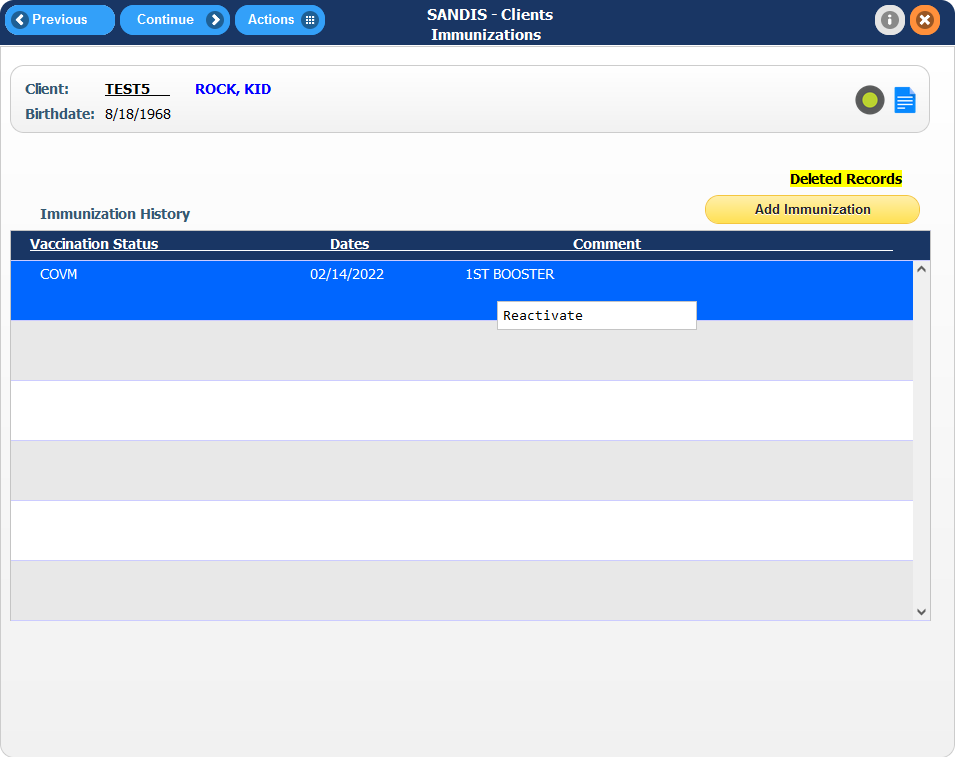 Previous Continue Actions
SANDIS - Clients
Immunizations
Client: TEST5 ROCK, KID
Birthdate: 8/18/1968
Deleted Records
Immunization History
Add Immunization
Vaccination Status Dates Comment
COVM 02/14/2022 1ST BOOSTER
Reactivate